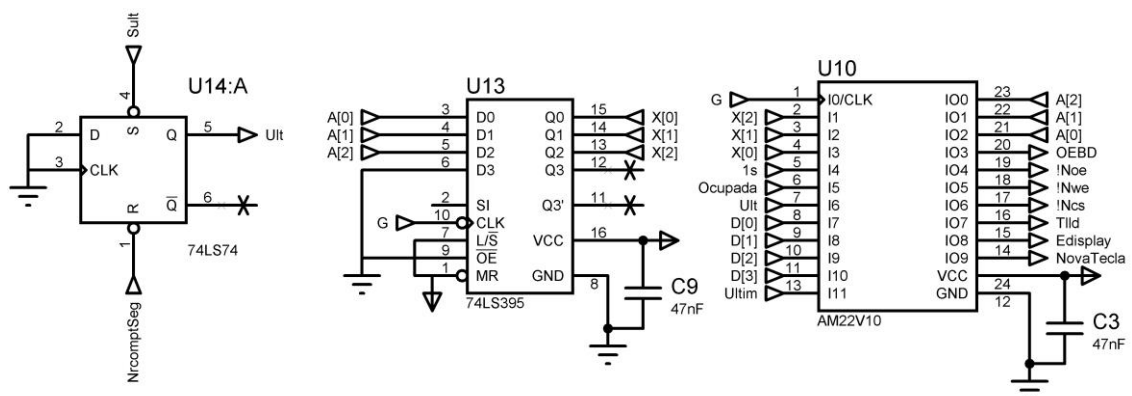 Sult
U14:A
4
2
D
S
Q
5
Ult
3
CLK
R
Q
6
1
74LS74
NrcomptSeg
U13
A[0]
3
D0
Q0
15
X[0]
A[1]
4
D1
Q1
14
X[1]
A[2]
5
D2
Q2
13
X[2]
6
D3
Q3
12
2
SI
Q3'
11
G
10
CLK
7
L/S
VCC
16
9
OE
1
MR
GND
8
74LS395
C9
47nF
U10
G
1
I0/CLK
IO0
23
A[2]
X[2]
2
I1
IO1
22
A[1]
X[1]
3
I2
IO2
21
A[0]
X[0]
4
I3
IO3
20
OEBD
1s
5
I4
IO4
19
!Noe
Ocupada
6
I5
IO5
18
!Nwe
Ult
7
I6
IO6
17
!Ncs
D[0]
8
I7
IO7
16
Tlld
D[1]
9
I8
IO8
15
Edisplay
D[2]
10
I9
IO9
14
NovaTecla
D[3]
11
I10
VCC
24
Ultim
13
I11
GND
12
AM22V10
C3
47nF